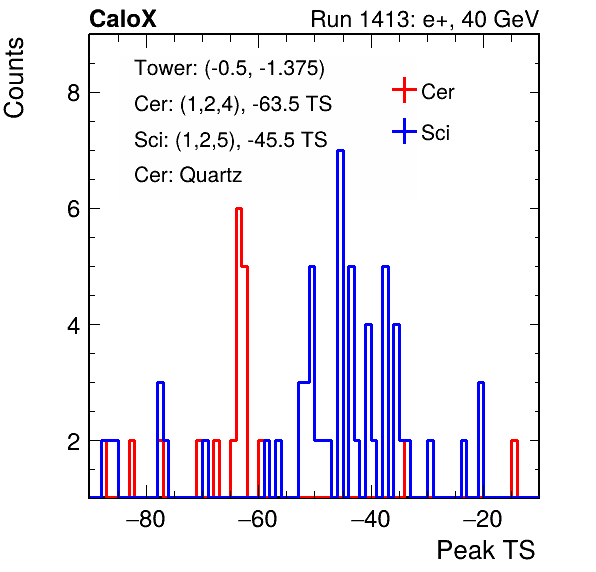 CaloX Run 1413: e+, 40 GeV
Counts
Tower: (-0.5, -1.375)
Cer: (1,2,4), -63.5 TS
Sci: (1,2,5), -45.5 TS
Cer: Quartz
Cer
Sci
8
6
4
2
−80 −60 −40 −20
Peak TS